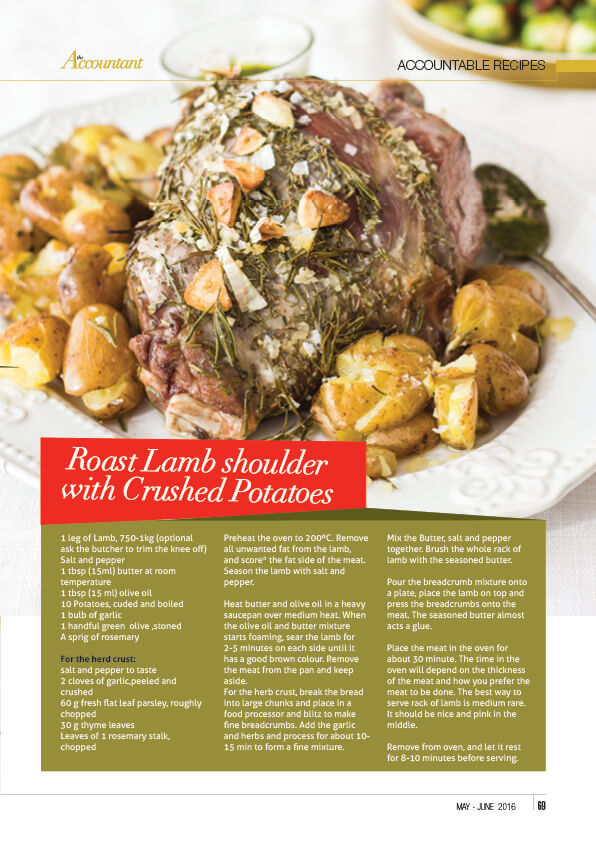 the
Accountant
ACCOUNTABLE RECIPES
Roast Lamb shoulder
with Crushed Potatoes
1 leg of Lamb, 750-1kg (optional
ask the butcher to trim the knee off)
Salt and pepper
1 tbsp (15ml) butter at room
temperature
1 tbsp (15 ml) olive oil
10 Potatoes, cuded and boiled
1 bulb of garlic
1 handful green olive ,stoned
A sprig of rosemary
For the herd crust:
salt and pepper to taste
2 cloves of garlic,peeled and
crushed
60 g fresh flat leaf parsley, roughly
chopped
30 g thyme leaves
Leaves of 1 rosemary stalk,
chopped
Preheat the oven to 200ºC. Remove
all unwanted fat from the lamb,
and score* the fat side of the meat.
Season the lamb with salt and
pepper.
Heat butter and olive oil in a heavy
saucepan over medium heat. When
the olive oil and butter mixture
starts foaming, sear the lamb for
2-5 minutes on each side until it
has a good brown colour. Remove
the meat from the pan and keep
aside.
For the herb crust, break the bread
into large chunks and place in a
food processor and blitz to make
fine breadcrumbs. Add the garlic
and herbs and process for about 10-
15 min to form a fine mixture.
Mix the Butter, salt and pepper
together. Brush the whole rack of
lamb with the seasoned butter.
Pour the breadcrumb mixture onto
a plate, place the lamb on top and
press the breadcrumbs onto the
meat. The seasoned butter almost
acts a glue.
Place the meat in the oven for
about 30 minute. The time in the
oven will depend on the thickness
of the meat and how you prefer the
meat to be done. The best way to
serve rack of lamb is medium rare.
It should be nice and pink in the
middle.
Remove from oven, and let it rest
for 8-10 minutes before serving.
MAY - JUNE 2016 69